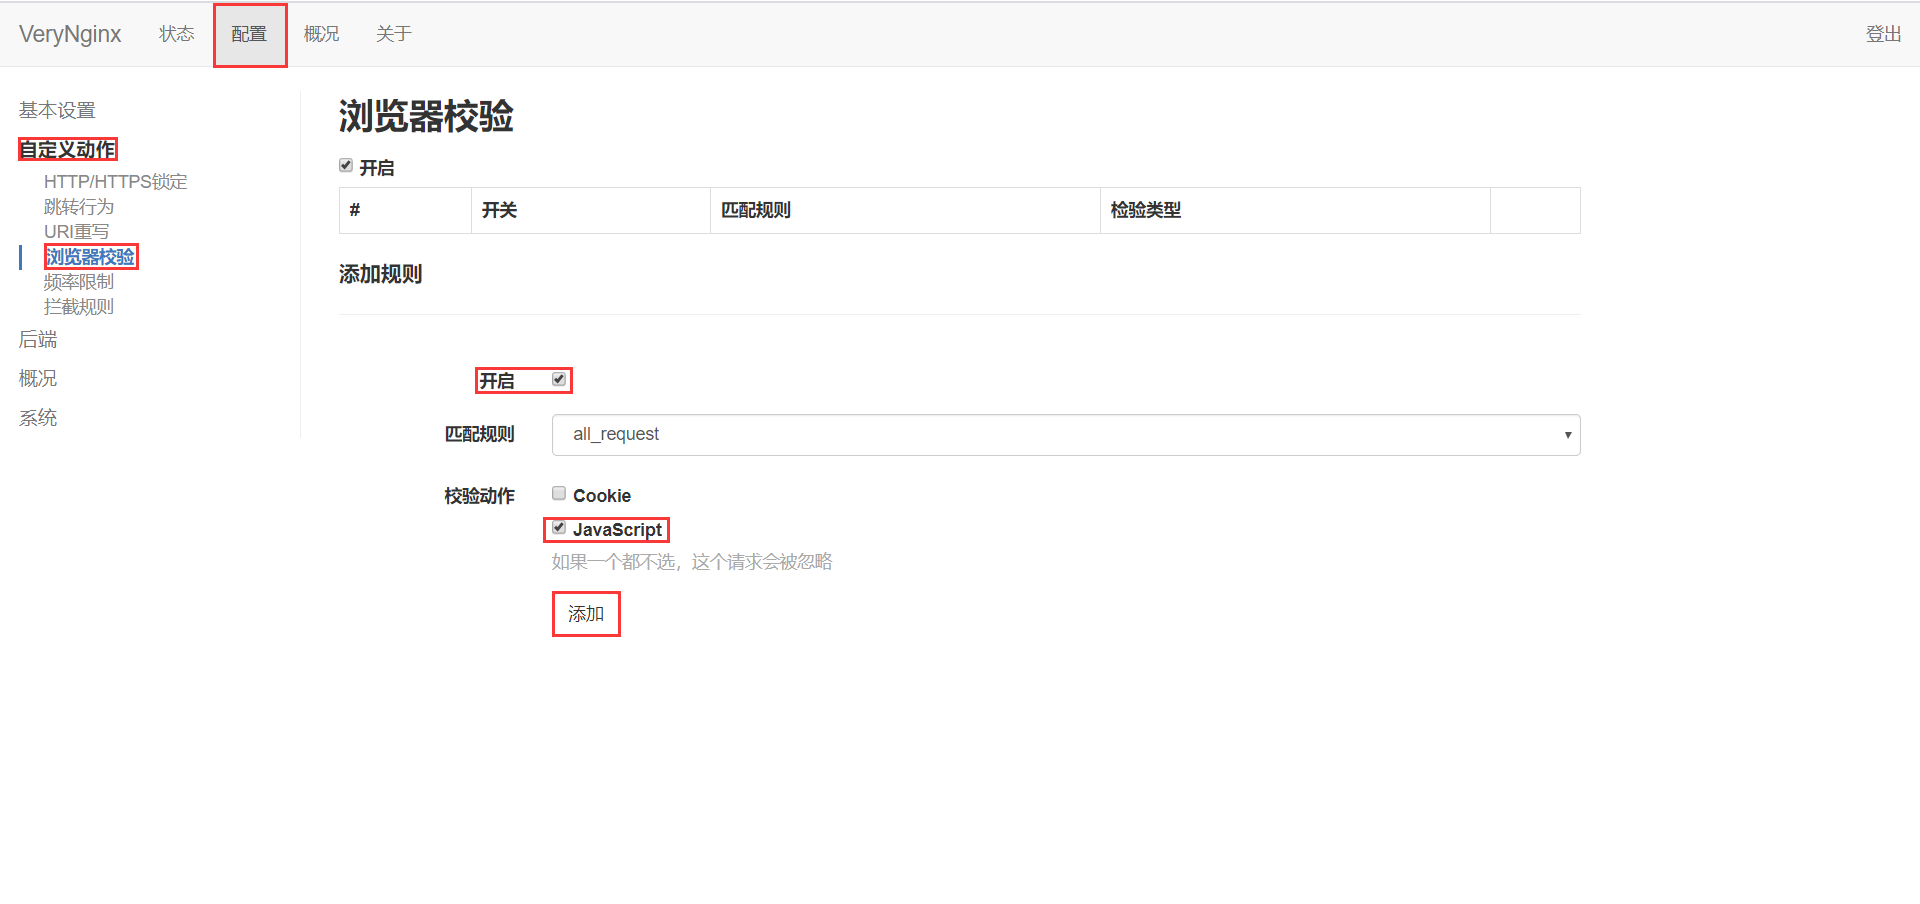 VeryNginx 状态 配置 概况 关于 登出
基本设置
自定义动作
HTTP/HTTPS锁定
跳转行为
URI重写
浏览器校验
频率限制
拦截规则
后端
概况
系统
浏览器校验
开启
# 开关 匹配规则 检验类型
添加规则
开启
匹配规则 all_request
校验动作 Cookie
JavaScript
如果一个都不选，这个请求会被忽略
添加